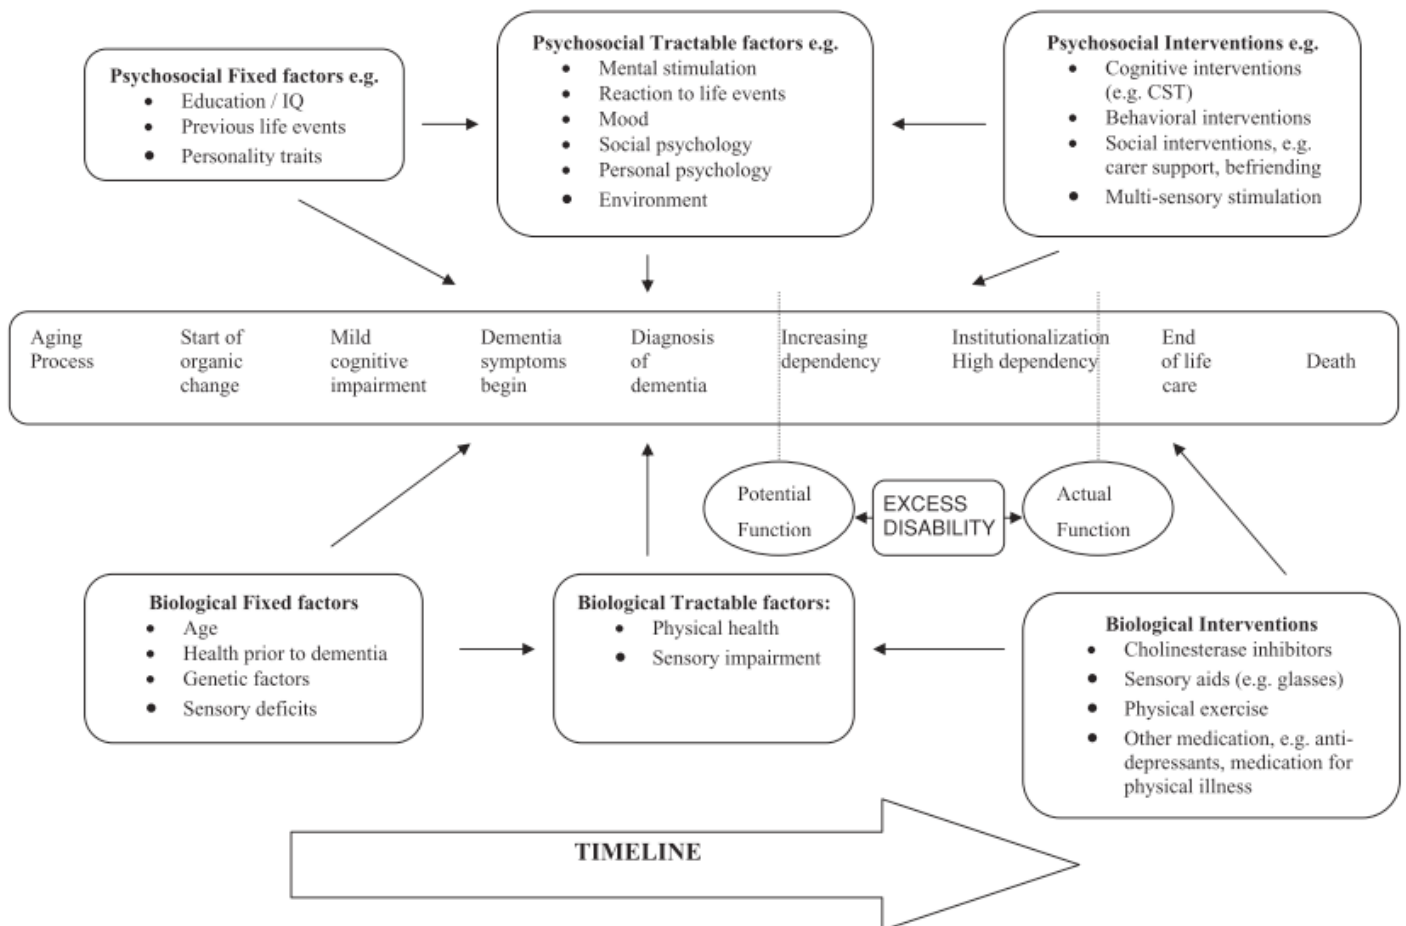 Psychosocial Fixed factors e.g.
Education / IQ
Previous life events
Personality traits
Psychosocial Tractable factors e.g.
Mental stimulation
Reaction to life events
Mood
Social psychology
Personal psychology
Environment
Psychosocial Interventions e.g.
Cognitive interventions
(e.g. CST)
Behavioral interventions
Social interventions, e.g.
carer support, befriending
Multi-sensory stimulation
Aging
Process
Start of
organic
change
Mild
cognitive
impairment
Dementia
symptoms
begin
Diagnosis
of
dementia
Increasing
dependency
Institutionalization
High dependency
End
of life
care
Death
Potential
Function
EXCESS
DISABILITY
Actual
Function
Biological Fixed factors
Age
Health prior to dementia
Genetic factors
Sensory deficits
Biological Tractable factors:
Physical health
Sensory impairment
Biological Interventions
Cholinesterase inhibitors
Sensory aids (e.g. glasses)
Physical exercise
Other medication, e.g. anti-
depressants, medication for
physical illness
TIMELINE